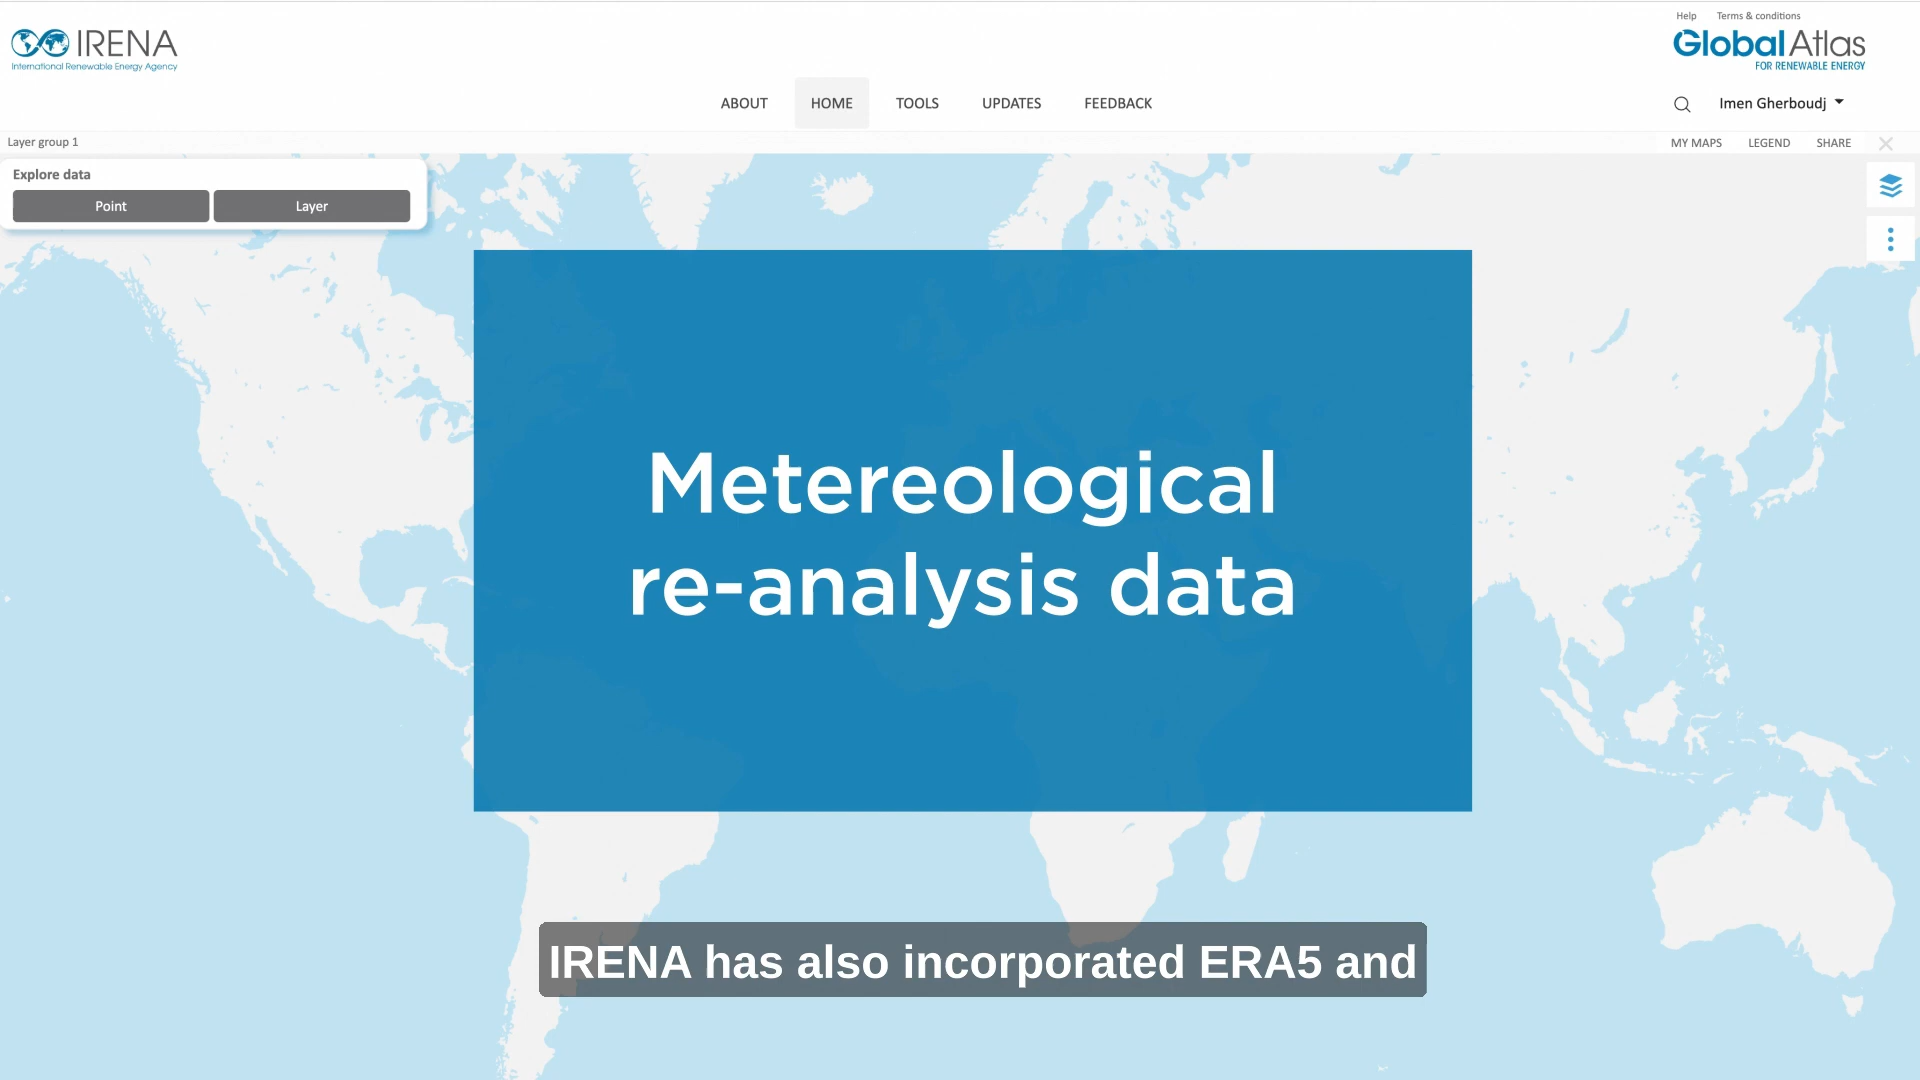 Help Terms & conditions
IRENA
International Renewable Energy Agency
GlobalAtlas
FOR RENEWABLE ENERGY
ABOUT HOME TOOLS UPDATES FEEDBACK
Imen Gherboudj
Layer group 1
MY MAPS LEGEND SHARE
Explore data
Point Layer
Metereological
re-analysis data
IRENA has also incorporated ERA5 and